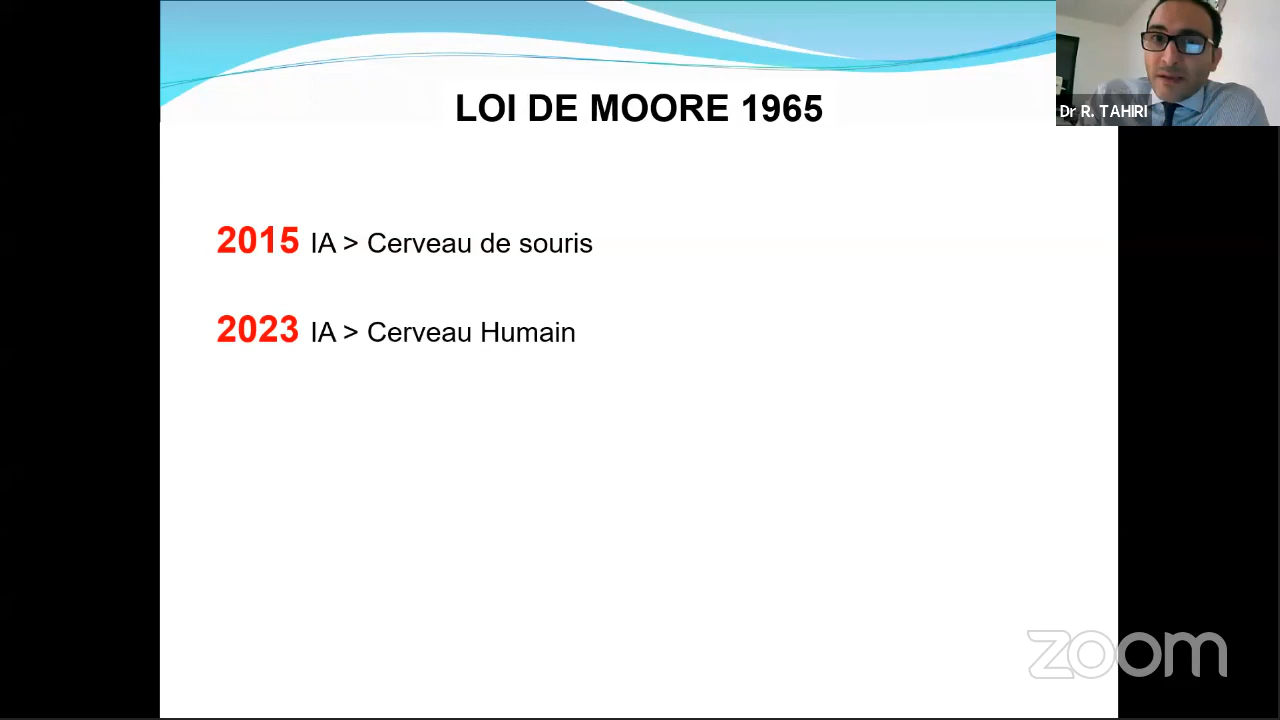 LOI DE MOORE 1965
Dr R. TAHIRI
2015 IA > Cerveau de souris
2023 IA > Cerveau Humain
zoom